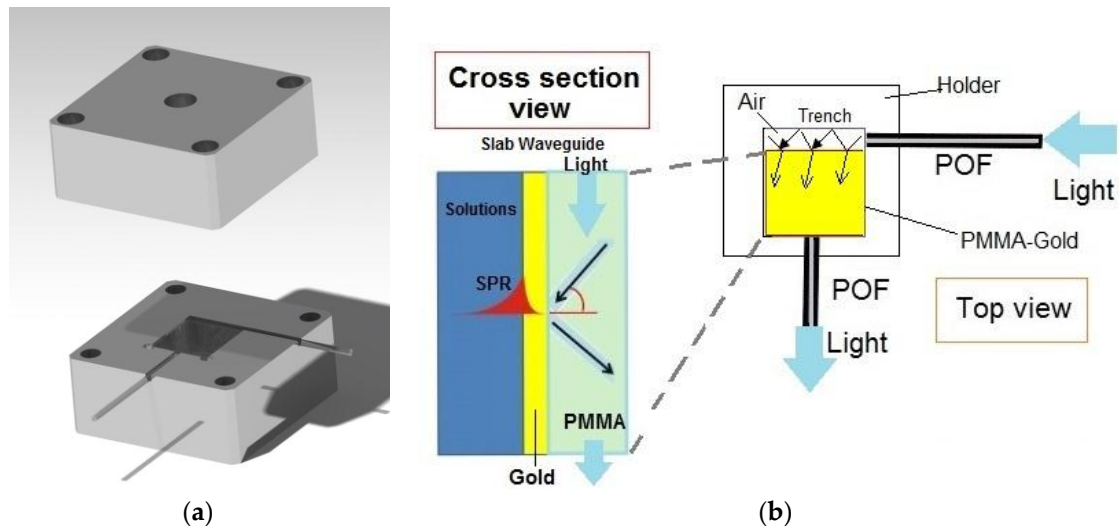 Cross section
view
Slab Waveguide
Light
Solutions
SPR
PMMA
Gold
Holder
Air
Trench
POF
Light
PMMA-Gold
POF
Top view
Light
(a)
(b)